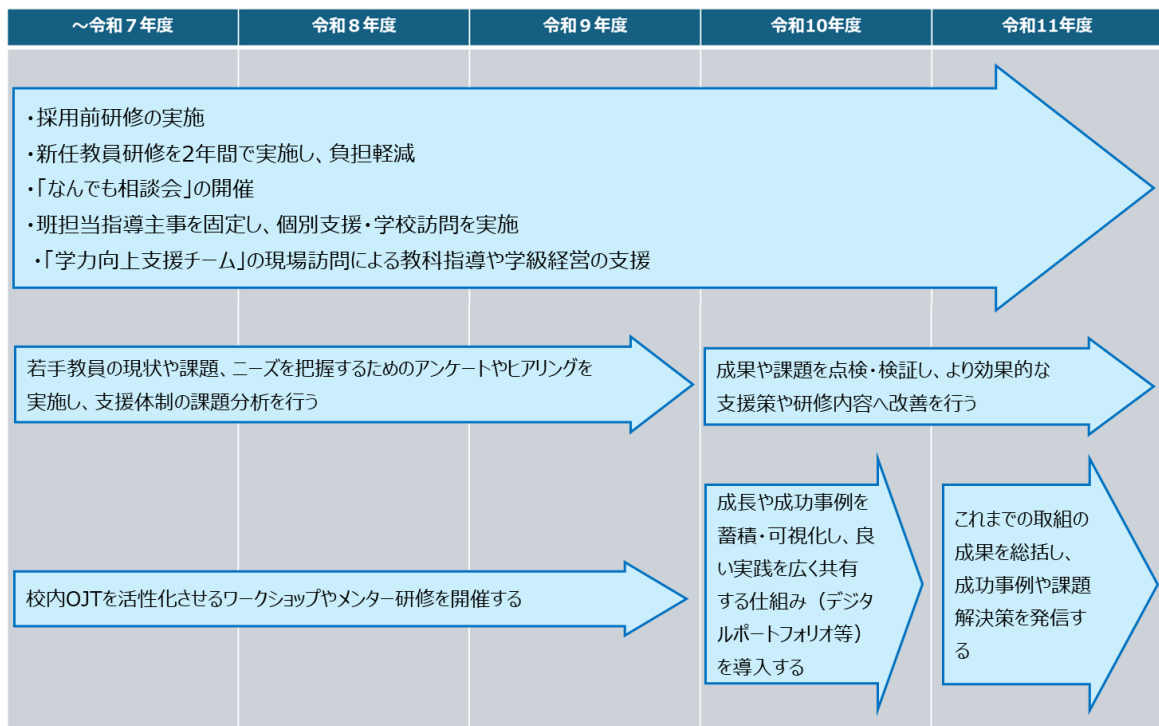 ～令和７年度
令和８年度
令和９年度
令和10年度
令和11年度
・採用前研修の実施
・新任教員研修を2年間で実施し、負担軽減
・「なんでも相談会」の開催
・班担当指導主事を固定し、個別支援・学校訪問を実施
・「学力向上支援チーム」の現場訪問による教科指導や学級経営の支援
若手教員の現状や課題、ニーズを把握するためのアンケートやヒアリングを
実施し、支援体制の課題分析を行う
成果や課題を点検・検証し、より効果的な
支援策や研修内容へ改善を行う
校内OJTを活性化させるワークショップやメンター研修を開催する
成長や成功事例を
蓄積・可視化し、良
い実践を広く共有
する仕組み（デジタ
ルポートフォリオ等）
を導入する
これまでの取組の
成果を総括し、
成功事例や課題
解決策を発信す
る